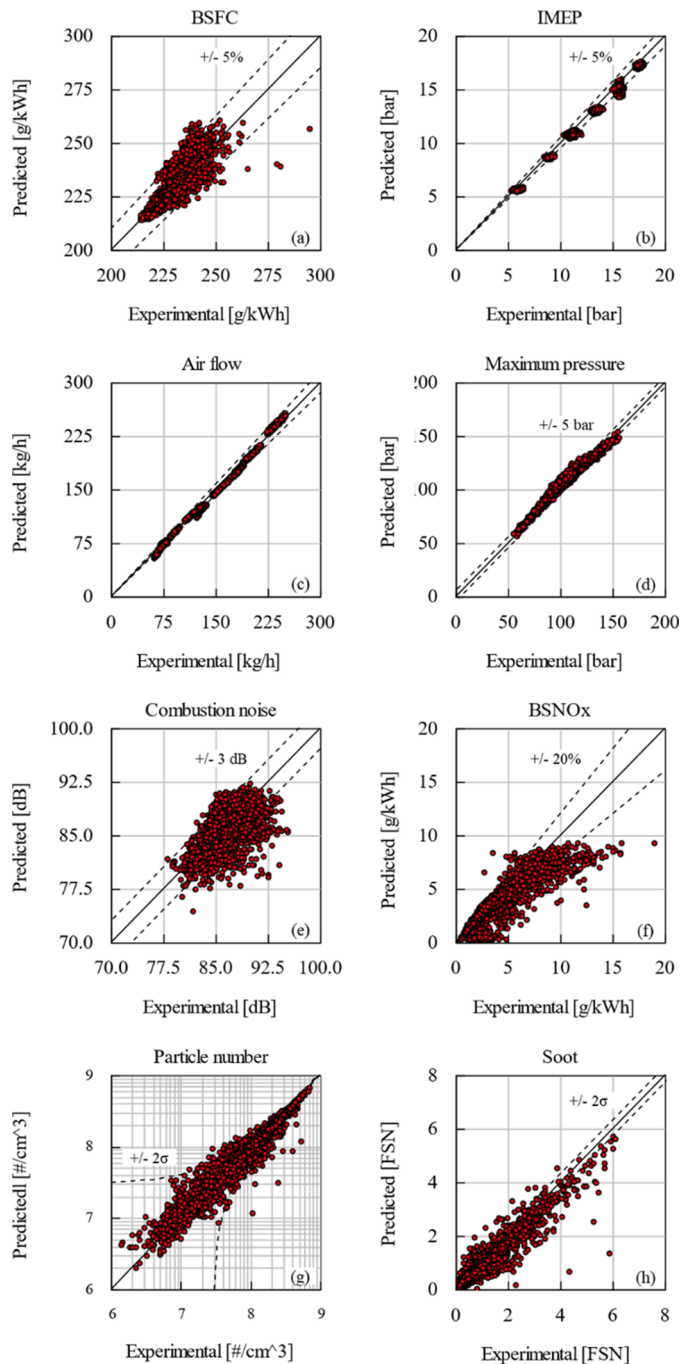 BSFC
300
275
250
225
200
200 225 250 275 300
+/- 5%
(a)
Predicted [g/kWh]
Experimental [g/kWh]
IMEP
20
15
10
5
0
0 5 10 15 20
+/- 5%
(b)
Predicted [bar]
Experimental [bar]
Air flow
300
225
150
75
0
0 75 150 225 300
(c)
Predicted [kg/h]
Experimental [kg/h]
Maximum pressure
200
150
100
50
0
0 50 100 150 200
+/- 5 bar
(d)
Predicted [bar]
Experimental [bar]
Combustion noise
100.0
92.5
85.0
77.5
70.0
70.0 77.5 85.0 92.5 100.0
+/- 3 dB
(e)
Predicted [dB]
Experimental [dB]
BSNOx
20
15
10
5
0
0 5 10 15 20
+/- 20%
(f)
Predicted [g/kWh]
Experimental [g/kWh]
Particle number
9
8
7
6
6 7 8 9
+/- 2σ
(g)
Predictedl [#/cm^3]
Experimental [#/cm^3]
Soot
8
6
4
2
0
0 2 4 6 8
+/- 2σ
(h)
Predicted [FSN]
Experimental [FSN]